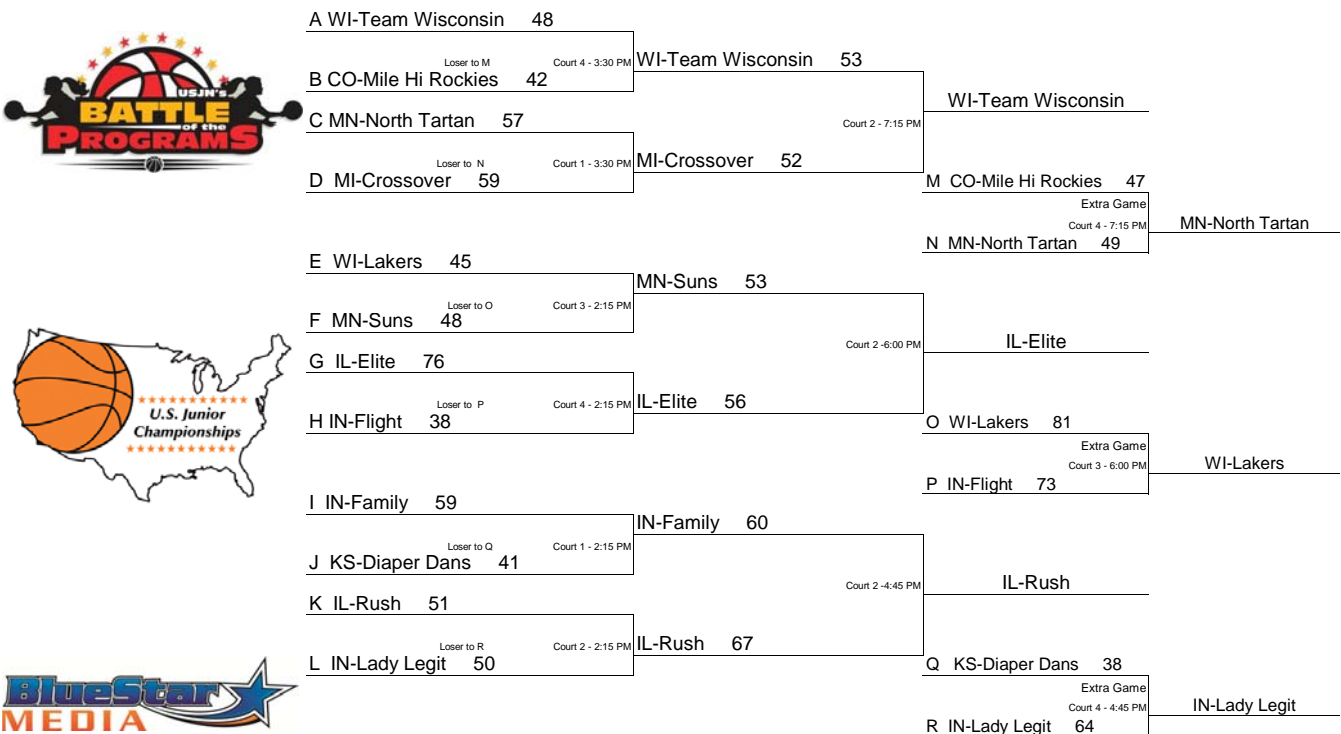 A WI-Team Wisconsin 48
Loser to M Court 4 - 3:30 PM
WI-Team Wisconsin 53
B CO-Mile Hi Rockies 42
USJN's
BATTLE
of the
PROGRAMS
WI-Team Wisconsin
C MN-North Tartan 57
Court 2 - 7:15 PM
Loser to N Court 1 - 3:30 PM
MI-Crossover 52
D MI-Crossover 59
M CO-Mile Hi Rockies 47
Extra Game
Court 4 - 7:15 PM
MN-North Tartan
N MN-North Tartan 49
E WI-Lakers 45
MN-Suns 53
Loser to O Court 3 - 2:15 PM
F MN-Suns 48
Court 2 -6:00 PM
IL-Elite
G IL-Elite 76
Loser to P Court 4 - 2:15 PM
IL-Elite 56
H IN-Flight 38
U.S. Junior
Championships
O WI-Lakers 81
Extra Game
Court 3 - 6:00 PM
WI-Lakers
P IN-Flight 73
I IN-Family 59
IN-Family 60
Loser to Q Court 1 - 2:15 PM
J KS-Diaper Dans 41
Court 2 -4:45 PM
IL-Rush
K IL-Rush 51
Loser to R Court 2 - 2:15 PM
IL-Rush 67
L IN-Lady Legit 50
Q KS-Diaper Dans 38
Extra Game
Court 4 - 4:45 PM
IN-Lady Legit
R IN-Lady Legit 64
BlueStar
MEDIA